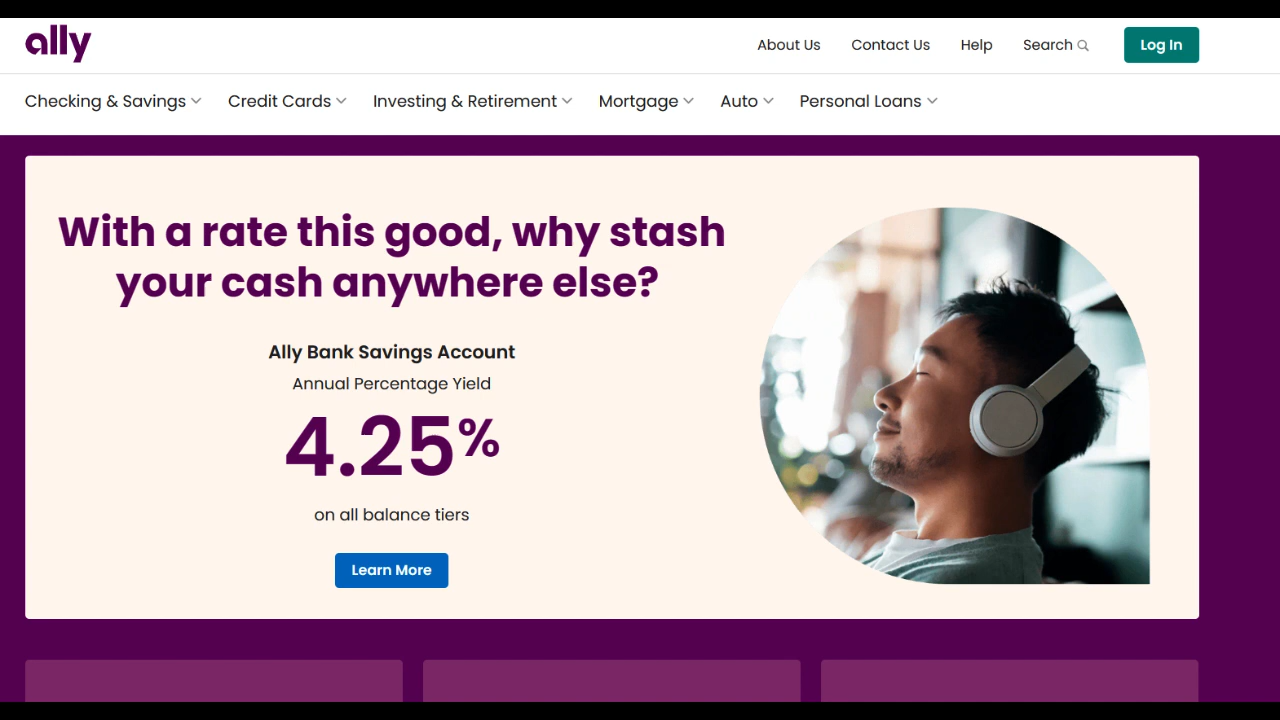 ally
About Us Contact Us Help Search Log In
Checking & Savings Credit Cards Investing & Retirement Mortgage Auto Personal Loans
With a rate this good, why stash
your cash anywhere else?
Ally Bank Savings Account
Annual Percentage Yield
4.25%
on all balance tiers
Learn More